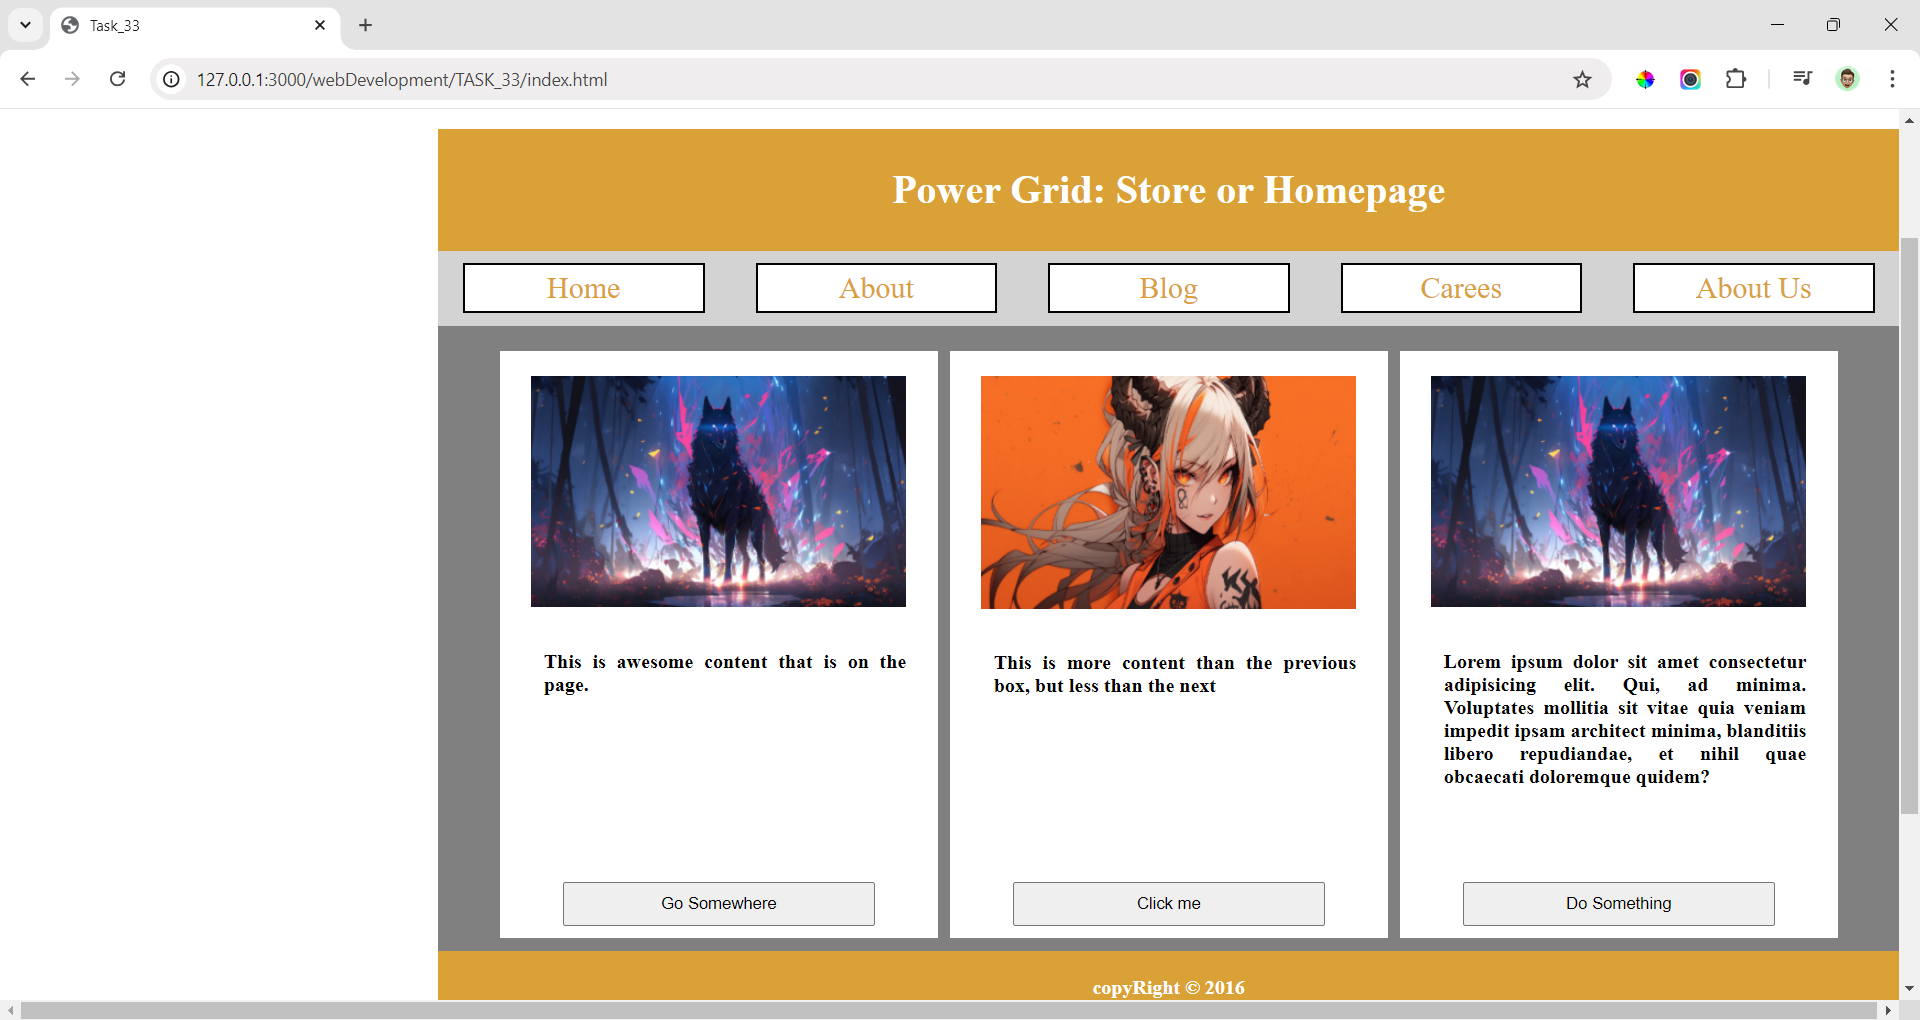 Task_33
127.0.0.1:3000/webDevelopment/TASK_33/index.html
Power Grid: Store or Homepage
Home
About
Blog
Carees
About Us
This is awesome content that is on the
page.
This is more content than the previous
box, but less than the next
Lorem ipsum dolor sit amet consectetur
adipisicing elit. Qui, ad minima.
Voluptates mollitia sit vitae quia veniam
impedit ipsam architect minima, blanditiis
libero repudiandae, et nihil quae
obcaecati doloremque quidem?
Go Somewhere
Click me
Do Something
copyRight © 2016